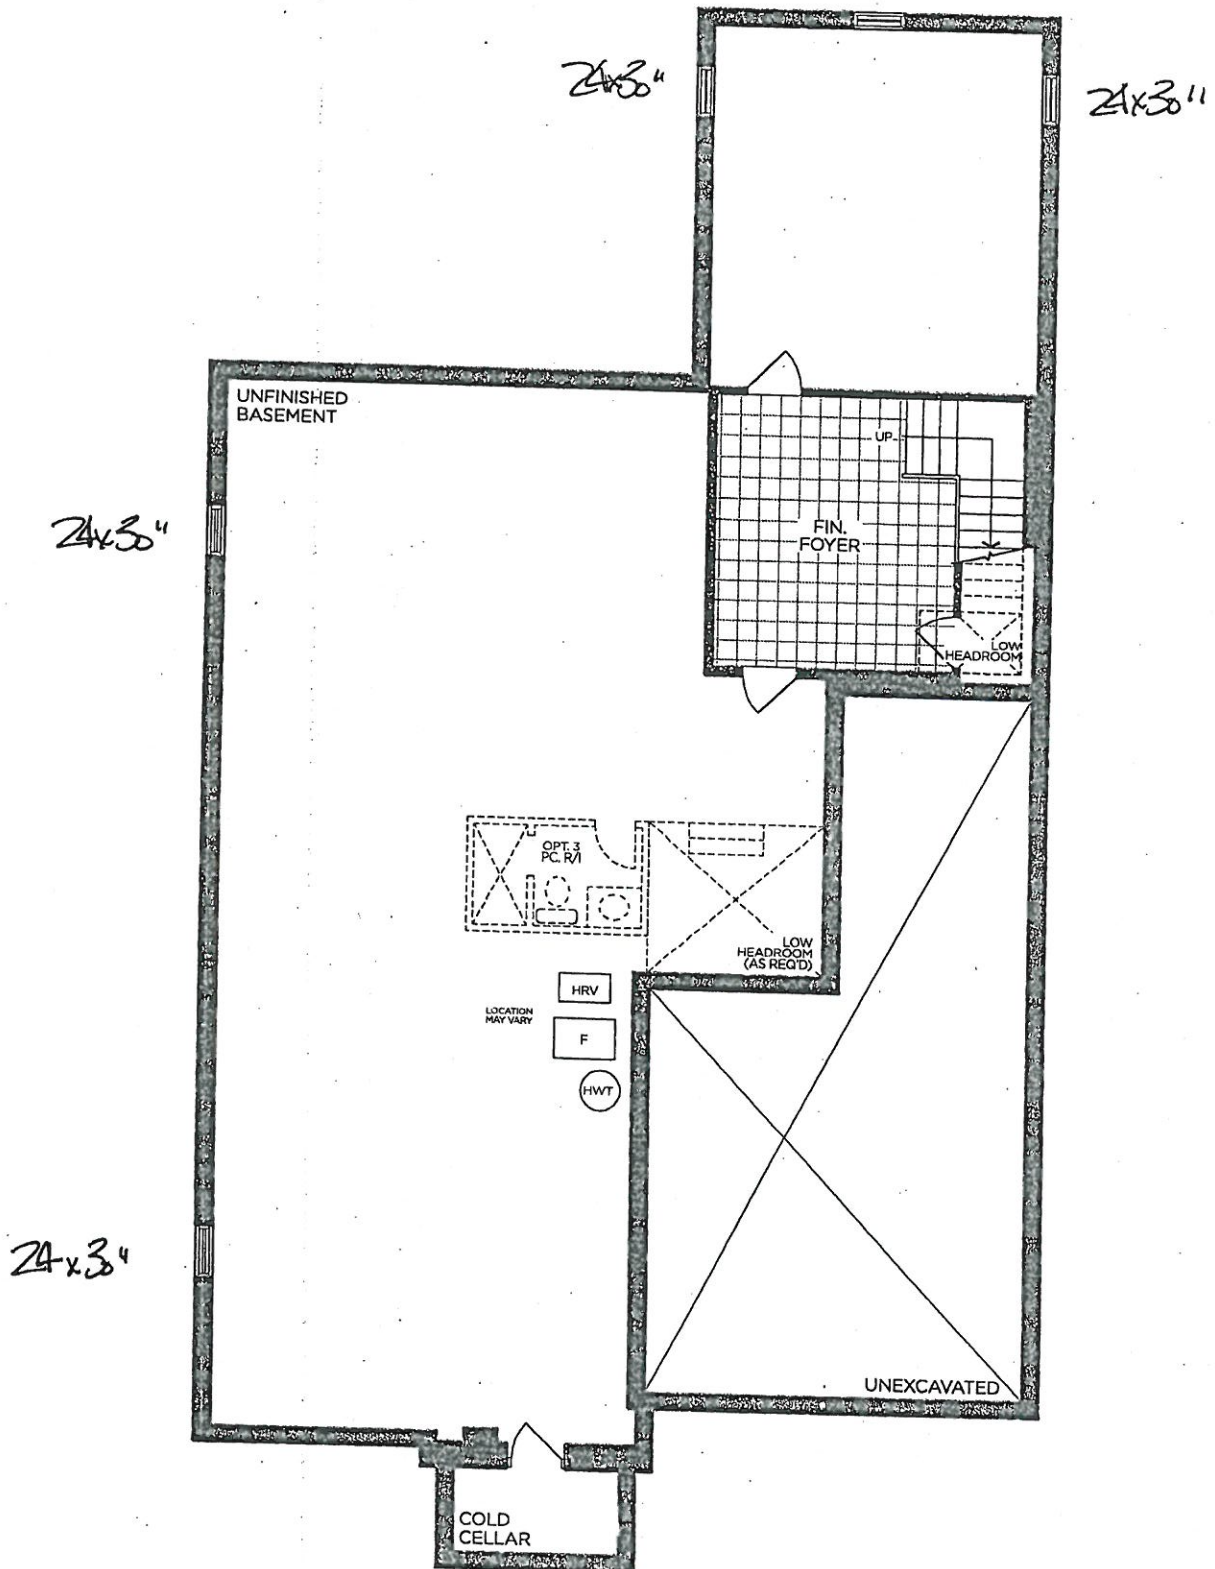 24x30"
24x30"
UNFINISHED
BASEMENT
UP
24x30"
FIN.
FOYER
LOW
HEADROOM
OPT. 3
PC. R/I
LOW
HEADROOM
(AS REQ'D)
HRV
LOCATION
MAY VARY
F
HWT
24x30"
UNEXCAVATED
COLD
CELLAR